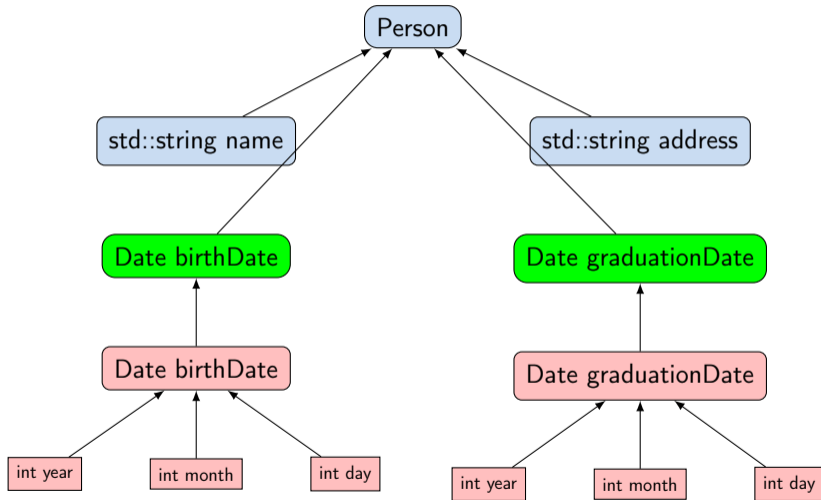 Person
std::string name
std::string address
Date birthDate
Date graduationDate
Date birthDate
Date graduationDate
int year
int month
int day
int year
int month
int day